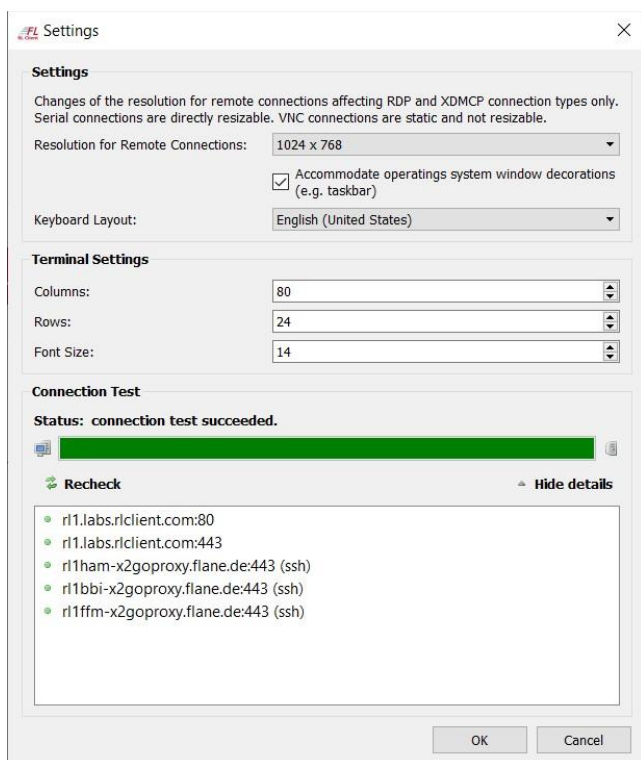 FL
RL Client
Settings
Settings
Changes of the resolution for remote connections affecting RDP and XDMCP connection types only.
Serial connections are directly resizable. VNC connections are static and not resizable.
Resolution for Remote Connections: 1024 x 768
Accommodate operatings system window decorations
(e.g. taskbar)
Keyboard Layout: English (United States)
Terminal Settings
Columns: 80
Rows: 24
Font Size: 14
Connection Test
Status: connection test succeeded.
Recheck Hide details
rl1.labs.rlclient.com:80
rl1.labs.rlclient.com:443
rl1ham-x2goproxy.flane.de:443 (ssh)
rl1bbi-x2goproxy.flane.de:443 (ssh)
rl1ffm-x2goproxy.flane.de:443 (ssh)
OK Cancel